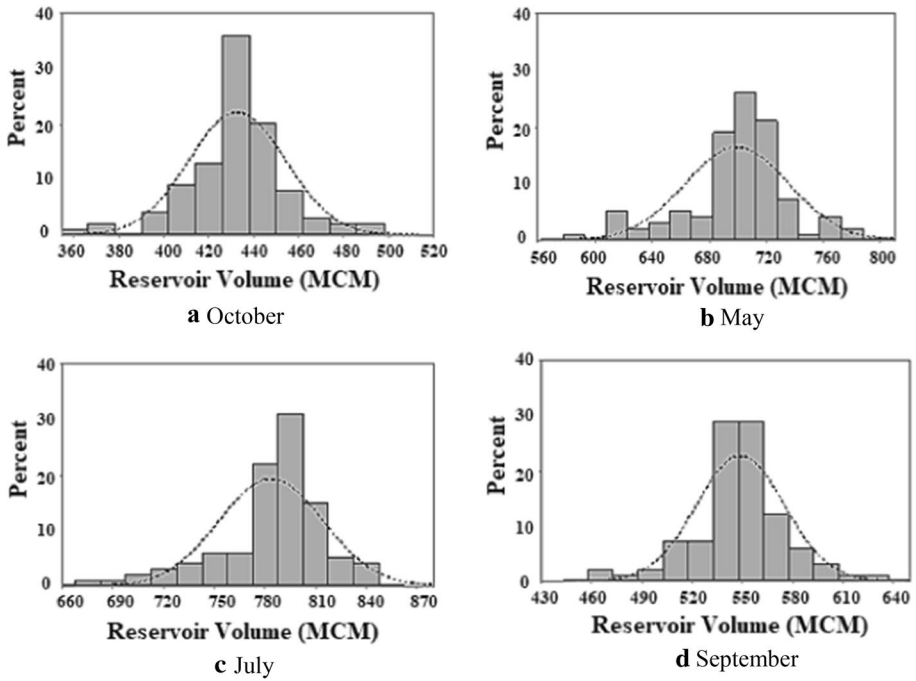 40
30
20
10
0
Percent
360 380 400 420 440 460 480 500 520
Reservoir Volume (MCM)
a October
40
30
20
10
0
Percent
560 600 640 680 720 760 800
Reservoir Volume (MCM)
b May
40
30
20
10
0
Percent
660 690 720 750 780 810 840 870
Reservoir Volume (MCM)
c July
40
30
20
10
0
Percent
430 460 490 520 550 580 610 640
Reservoir Volume (MCM)
d September